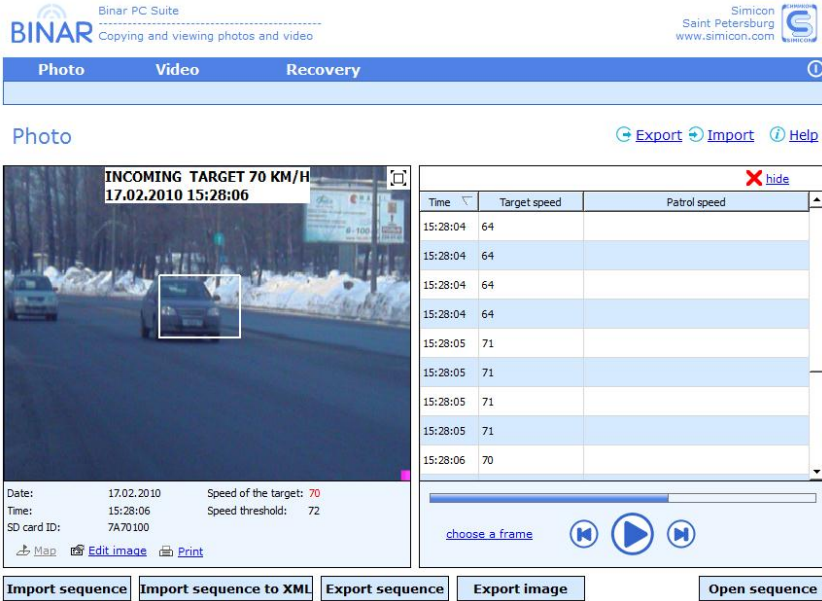 BINAR
Binar PC Suite
Copying and viewing photos and video
Simicon
Saint Petersburg
www.simicon.com
SIMICON
Photo Video Recovery
Photo
Export Import Help
INCOMING TARGET 70 KM/H
17.02.2010 15:28:06
hide
Time Target speed Patrol speed
15:28:04 64
15:28:04 64
15:28:04 64
15:28:04 64
15:28:05 71
15:28:05 71
15:28:05 71
15:28:05 71
15:28:06 70
Date: 17.02.2010 Speed of the target: 70
Time: 15:28:06 Speed threshold: 72
SD card ID: 7A70100
Map Edit image Print
choose a frame
Import sequence Import sequence to XML Export sequence Export image Open sequence